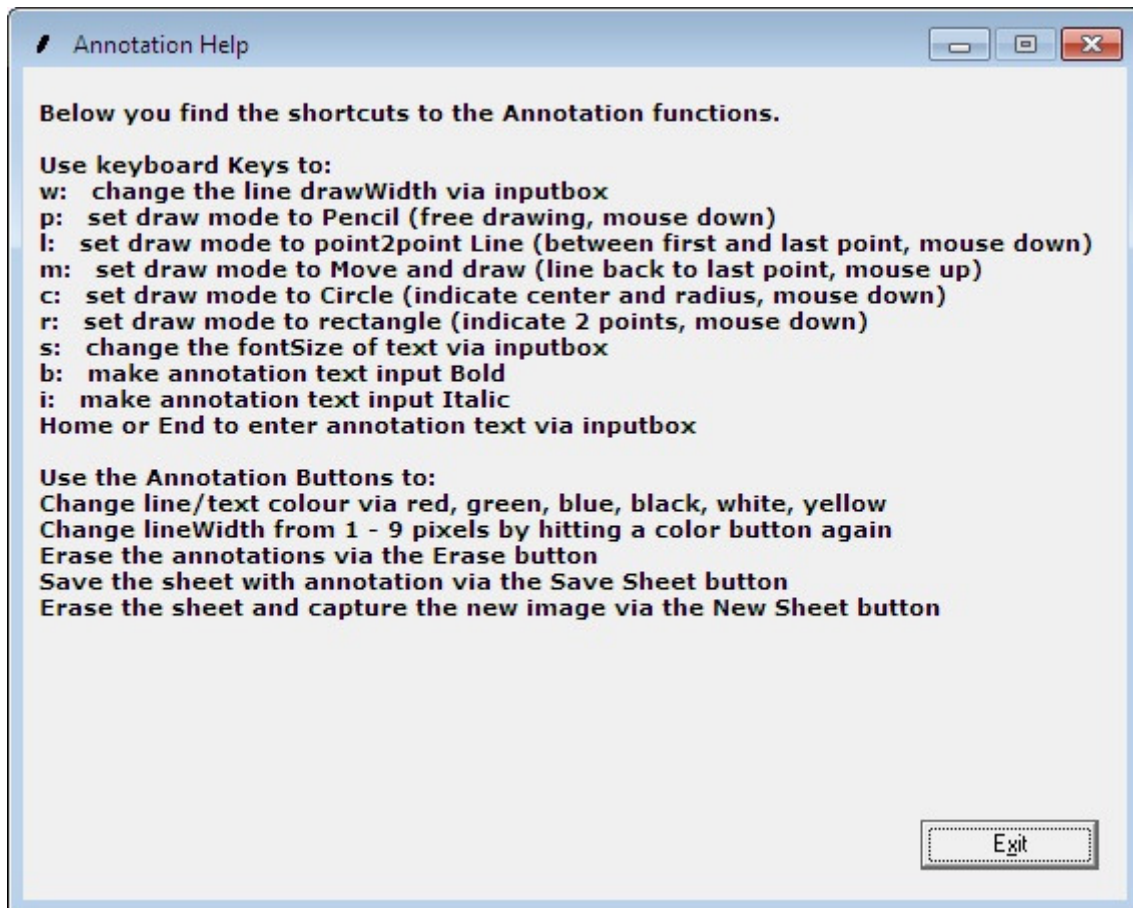 Annotation Help
Below you find the shortcuts to the Annotation functions.
Use keyboard Keys to:
w: change the line drawWidth via inputbox
p: set draw mode to Pencil (free drawing, mouse down)
l: set draw mode to point2point Line (between first and last point, mouse down)
m: set draw mode to Move and draw (line back to last point, mouse up)
c: set draw mode to Circle (indicate center and radius, mouse down)
r: set draw mode to rectangle (indicate 2 points, mouse down)
s: change the fontSize of text via inputbox
b: make annotation text input Bold
i: make annotation text input Italic
Home or End to enter annotation text via inputbox
Use the Annotation Buttons to:
Change line/text colour via red, green, blue, black, white, yellow
Change lineWidth from 1 - 9 pixels by hitting a color button again
Erase the annotations via the Erase button
Save the sheet with annotation via the Save Sheet button
Erase the sheet and capture the new image via the New Sheet button
Exit